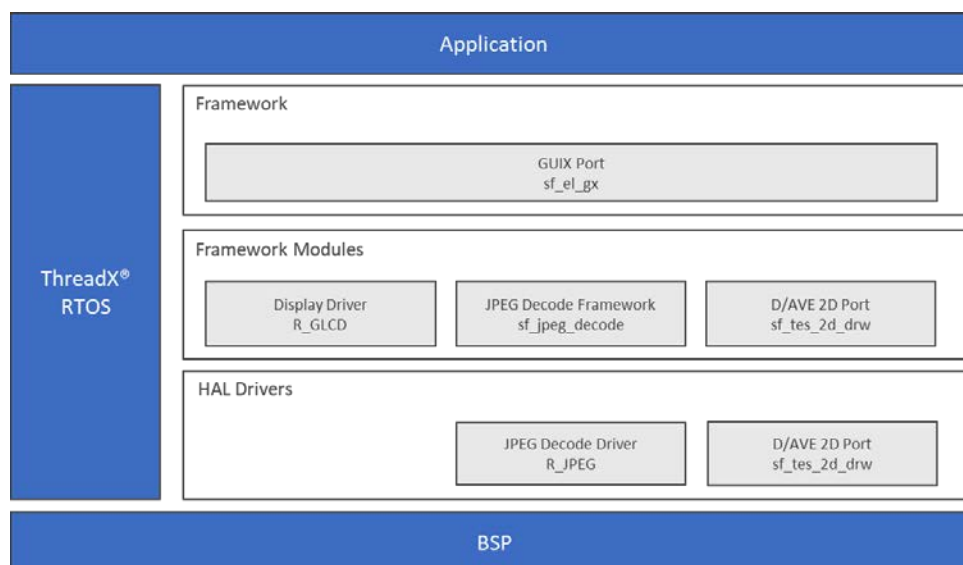 Application
Framework
GUIX Port
sf_el_gx
ThreadX®
RTOS
Framework Modules
Display Driver
R_GLCD
JPEG Decode Framework
sf_jpeg_decode
D/AVE 2D Port
sf_tes_2d_drw
HAL Drivers
JPEG Decode Driver
R_JPEG
D/AVE 2D Port
sf_tes_2d_drw
BSP